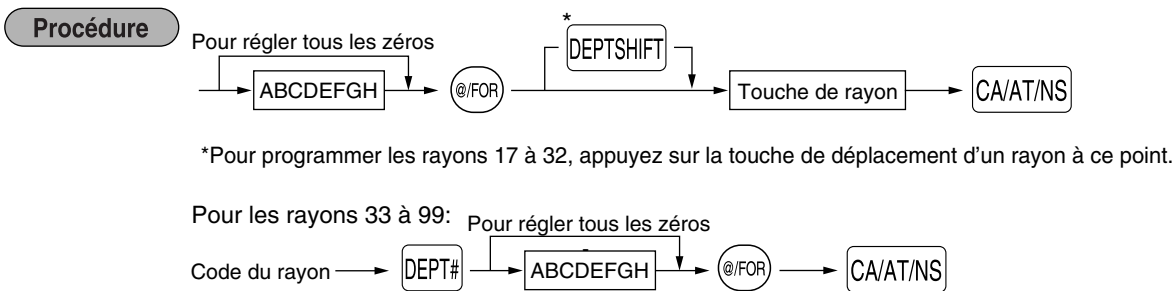 Procédure
Pour régler tous les zéros
*
DEPTSHIFT
ABCDEFGH @/FOR Touche de rayon CA/AT/NS
*Pour programmer les rayons 17 à 32, appuyez sur la touche de déplacement d'un rayon à ce point.
Pour les rayons 33 à 99: Pour régler tous les zéros
Code du rayon DEPT# ABCDEFGH @/FOR CA/AT/NS